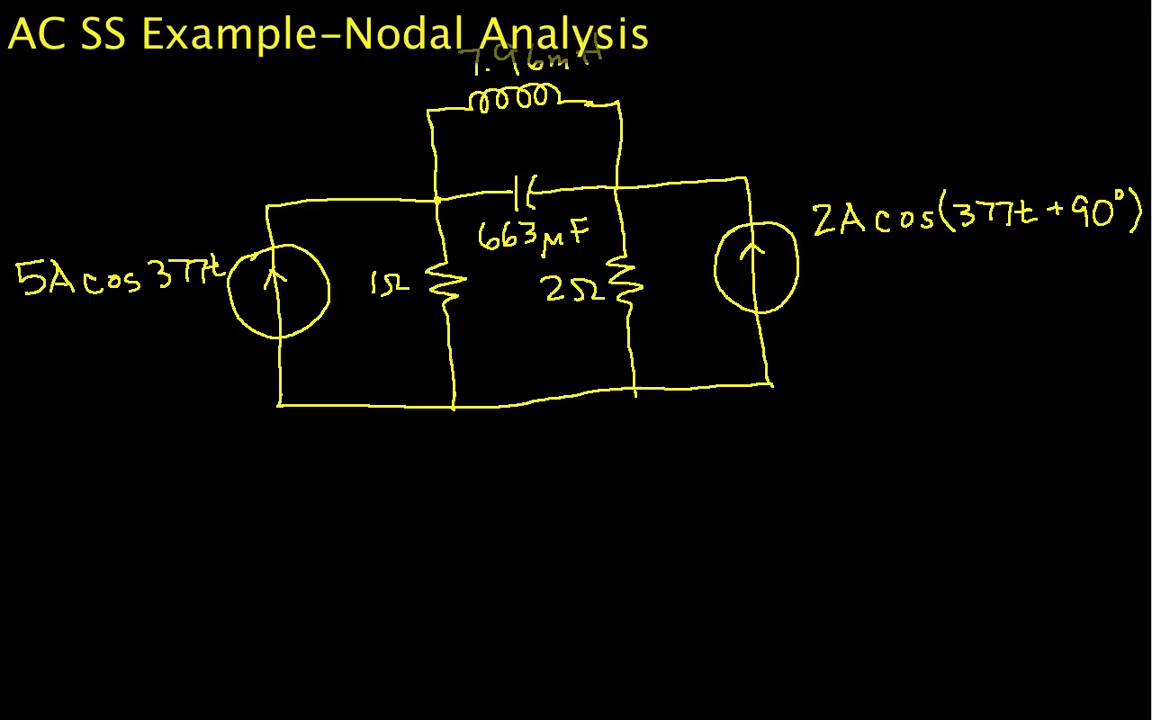 AC SS Example-Nodal Analysis
7.96mH
663μF
2A cos(377t + 90°)
5A cos 377t
1Ω
2Ω